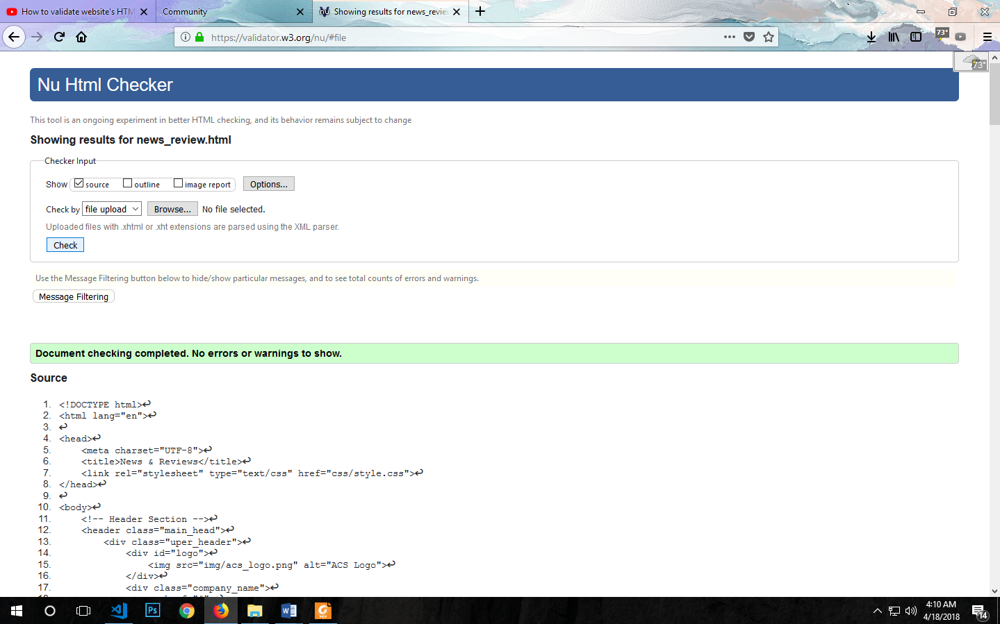 How to validate website's HTM
Community
Showing results for news_revie
https://validator.w3.org/nu/#file
73°
73°
Nu Html Checker
This tool is an ongoing experiment in better HTML checking, and its behavior remains subject to change
Showing results for news_review.html
Checker Input
Show source outline image report Options...
Check by file upload Browse... No file selected.
Uploaded files with .xhtml or .xht extensions are parsed using the XML parser.
Check
Use the Message Filtering button below to hide/show particular messages, and to see total counts of errors and warnings.
Message Filtering
Document checking completed. No errors or warnings to show.
Source
1. <!DOCTYPE html>↩
2. <html lang="en">↩
3. ↩
4. <head>↩
5. <meta charset="UTF-8">↩
6. <title>News & Reviews</title>↩
7. <link rel="stylesheet" type="text/css" href="css/style.css">↩
8. </head>↩
9. ↩
10. <body>↩
11. <!-- Header Section -->↩
12. <header class="main_head">↩
13. <div class="uper_header">↩
14. <div id="logo">↩
15. <img src="img/acs_logo.png" alt="ACS Logo">↩
16. </div>↩
17. <div class="company_name">↩
Ps
W
G
PDF
4:10 AM
4/18/2018
14